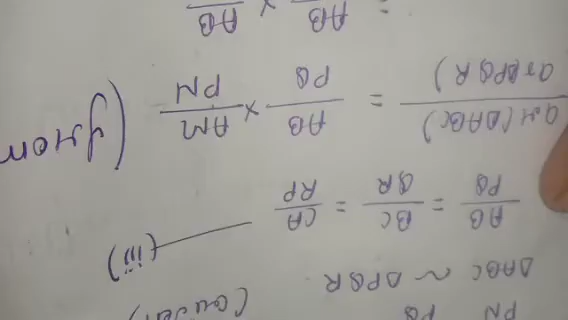 PN PQ
ΔABC ~ ΔPQR
AB/PQ = BC/QR = CA/RP — (iii)
ar(ΔABC)/ar(ΔPQR) = AB/PQ × AM/PN (from
= AB × AB